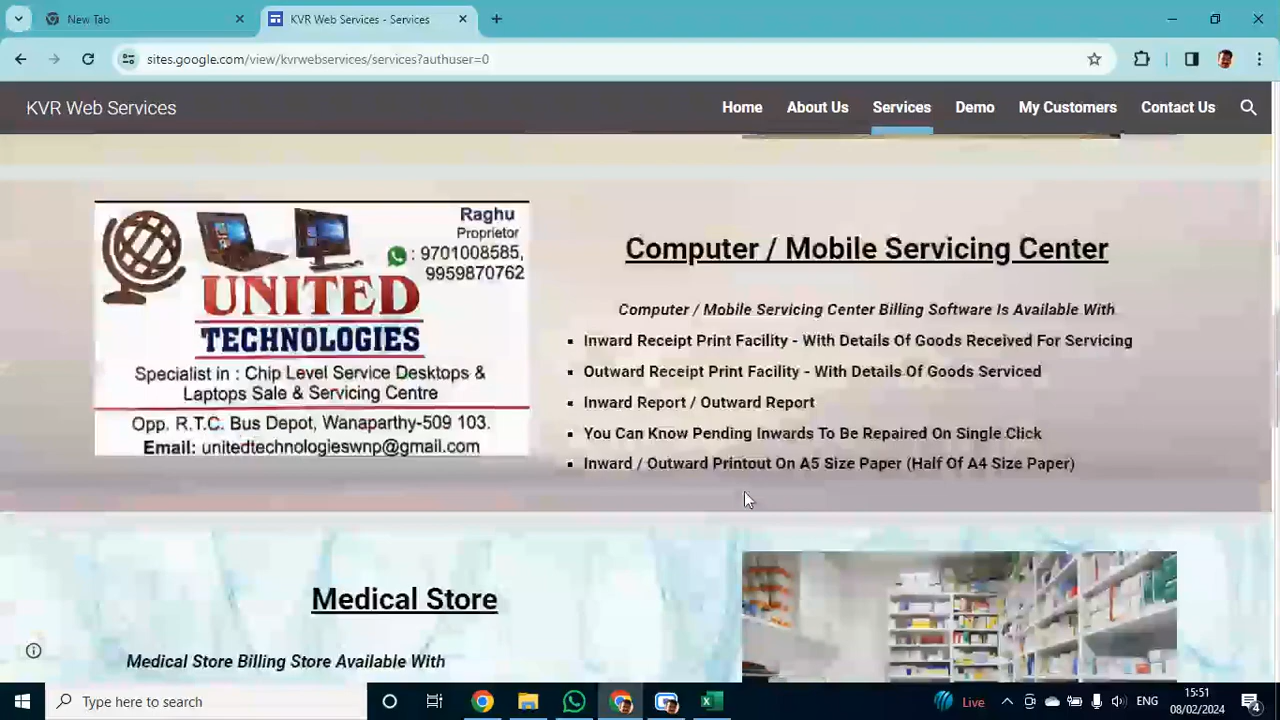 New Tab
KVR Web Services - Services
sites.google.com/view/kvrwebservices/services?authuser=0
KVR Web Services
Home
About Us
Services
Demo
My Customers
Contact Us
Raghu
Proprietor
: 9701008585,
9959870762
UNITED
TECHNOLOGIES
Specialist in : Chip Level Service Desktops &
Laptops Sale & Servicing Centre
Opp. R.T.C. Bus Depot, Wanaparthy-509 103.
Email: unitedtechnologieswnp@gmail.com
Computer / Mobile Servicing Center
Computer / Mobile Servicing Center Billing Software Is Available With
Inward Receipt Print Facility - With Details Of Goods Received For Servicing
Outward Receipt Print Facility - With Details Of Goods Serviced
Inward Report / Outward Report
You Can Know Pending Inwards To Be Repaired On Single Click
Inward / Outward Printout On A5 Size Paper (Half Of A4 Size Paper)
Medical Store
Medical Store Billing Store Available With
Type here to search
Live
ENG
15:51
08/02/2024
4